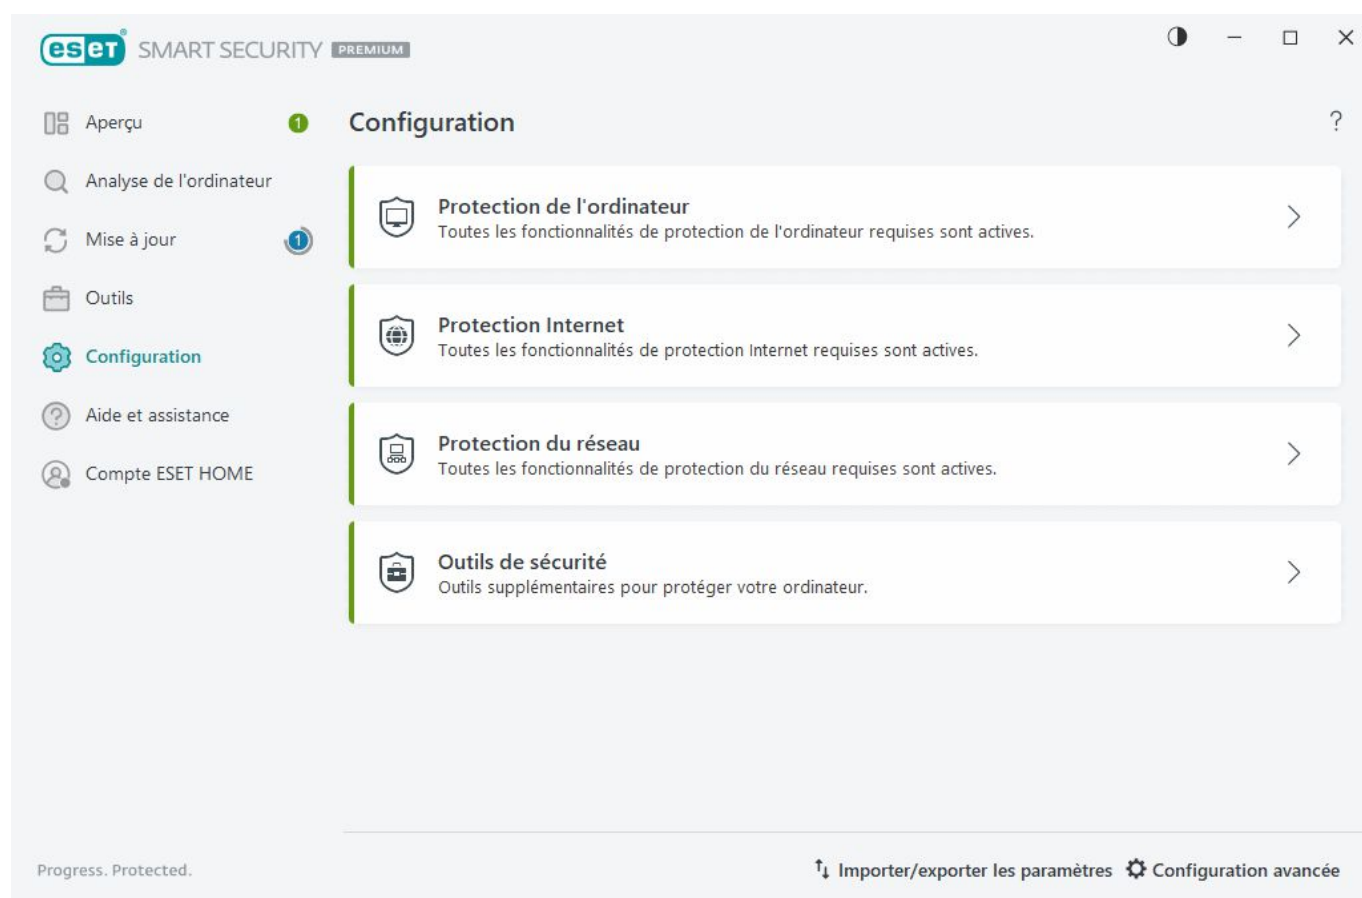 eset SMART SECURITY PREMIUM
Aperçu 1
Analyse de l'ordinateur
Mise à jour 1
Outils
Configuration
Aide et assistance
Compte ESET HOME
Configuration ?
Protection de l'ordinateur
Toutes les fonctionnalités de protection de l'ordinateur requises sont actives.
Protection Internet
Toutes les fonctionnalités de protection Internet requises sont actives.
Protection du réseau
Toutes les fonctionnalités de protection du réseau requises sont actives.
Outils de sécurité
Outils supplémentaires pour protéger votre ordinateur.
Progress. Protected.
Importer/exporter les paramètres Configuration avancée